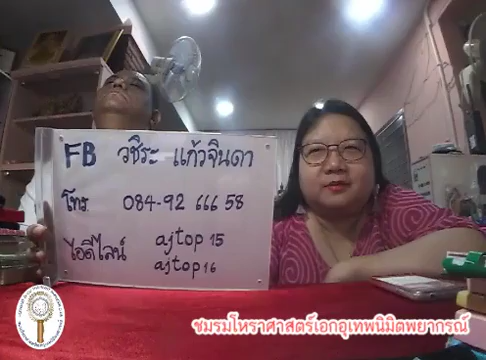 FB วชิระ แก้วจินดา
โทร. 084-92 666 58
ไอดีไลน์ ajtop 15
ajtop 16
ชมรมโหราศาสตร์เอกอุเทพนิมิตพยากรณ์